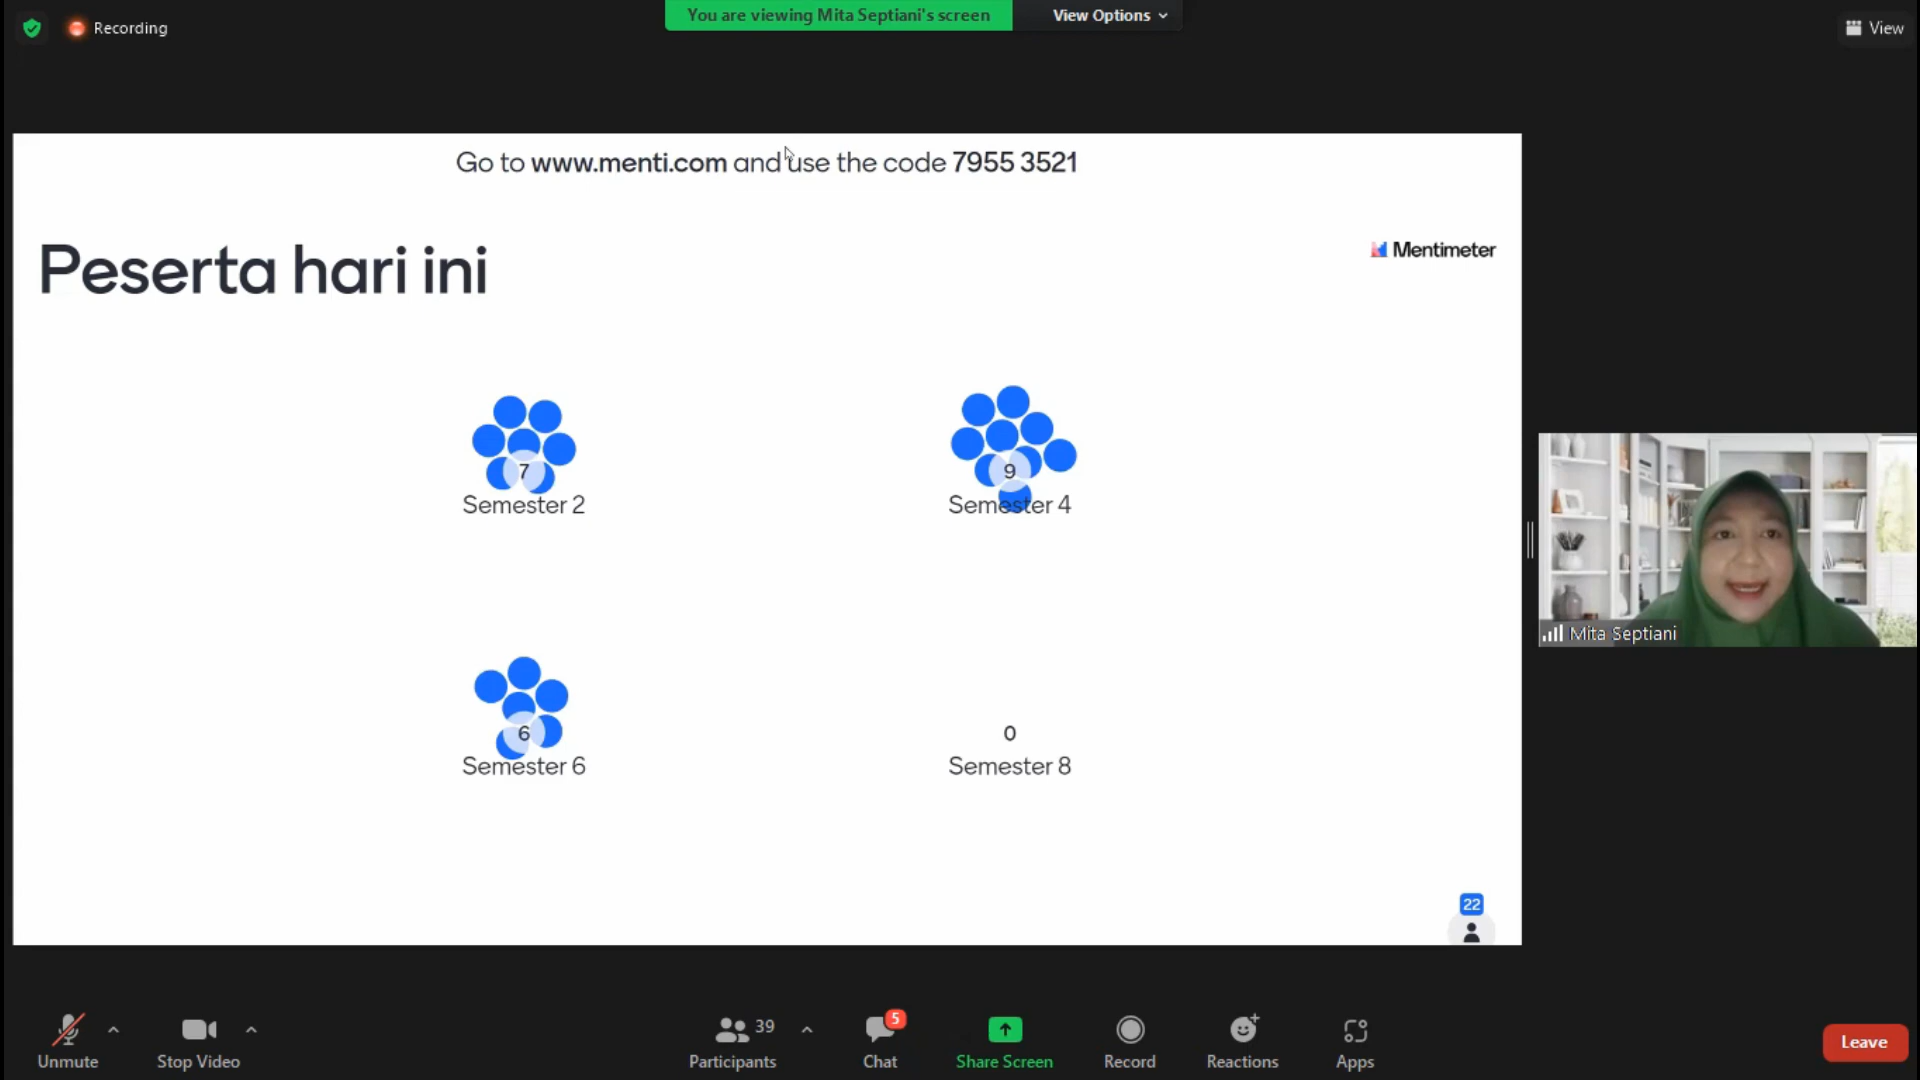 Recording
You are viewing Mita Septiani's screen
View Options
View
Go to www.menti.com and use the code 7955 3521
Peserta hari ini
Mentimeter
7
Semester 2
9
Semester 4
6
Semester 6
0
Semester 8
22
Mita Septiani
Unmute
Stop Video
39
Participants
5
Chat
Share Screen
Record
Reactions
Apps
Leave